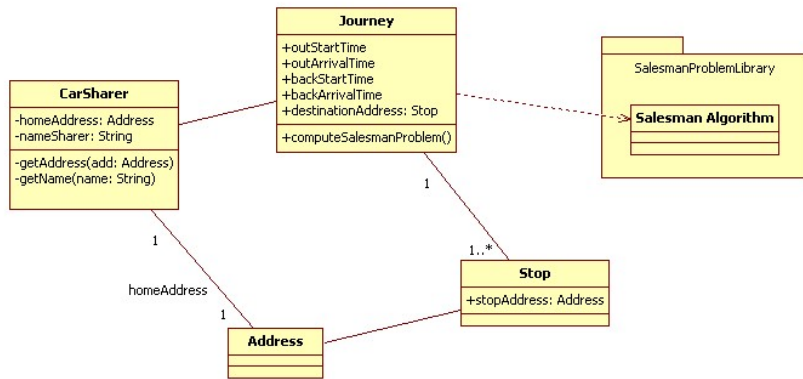 Journey
+outStartTime
+outArrivalTime
+backStartTime
+backArrivalTime
+destinationAddress: Stop
+computeSalesmanProblem()
SalesmanProblemLibrary
Salesman Algorithm
CarSharer
-homeAddress: Address
-nameSharer: String
-getAddress(add: Address)
-getName(name: String)
1
1
homeAddress
1
1..*
Stop
+stopAddress: Address
Address